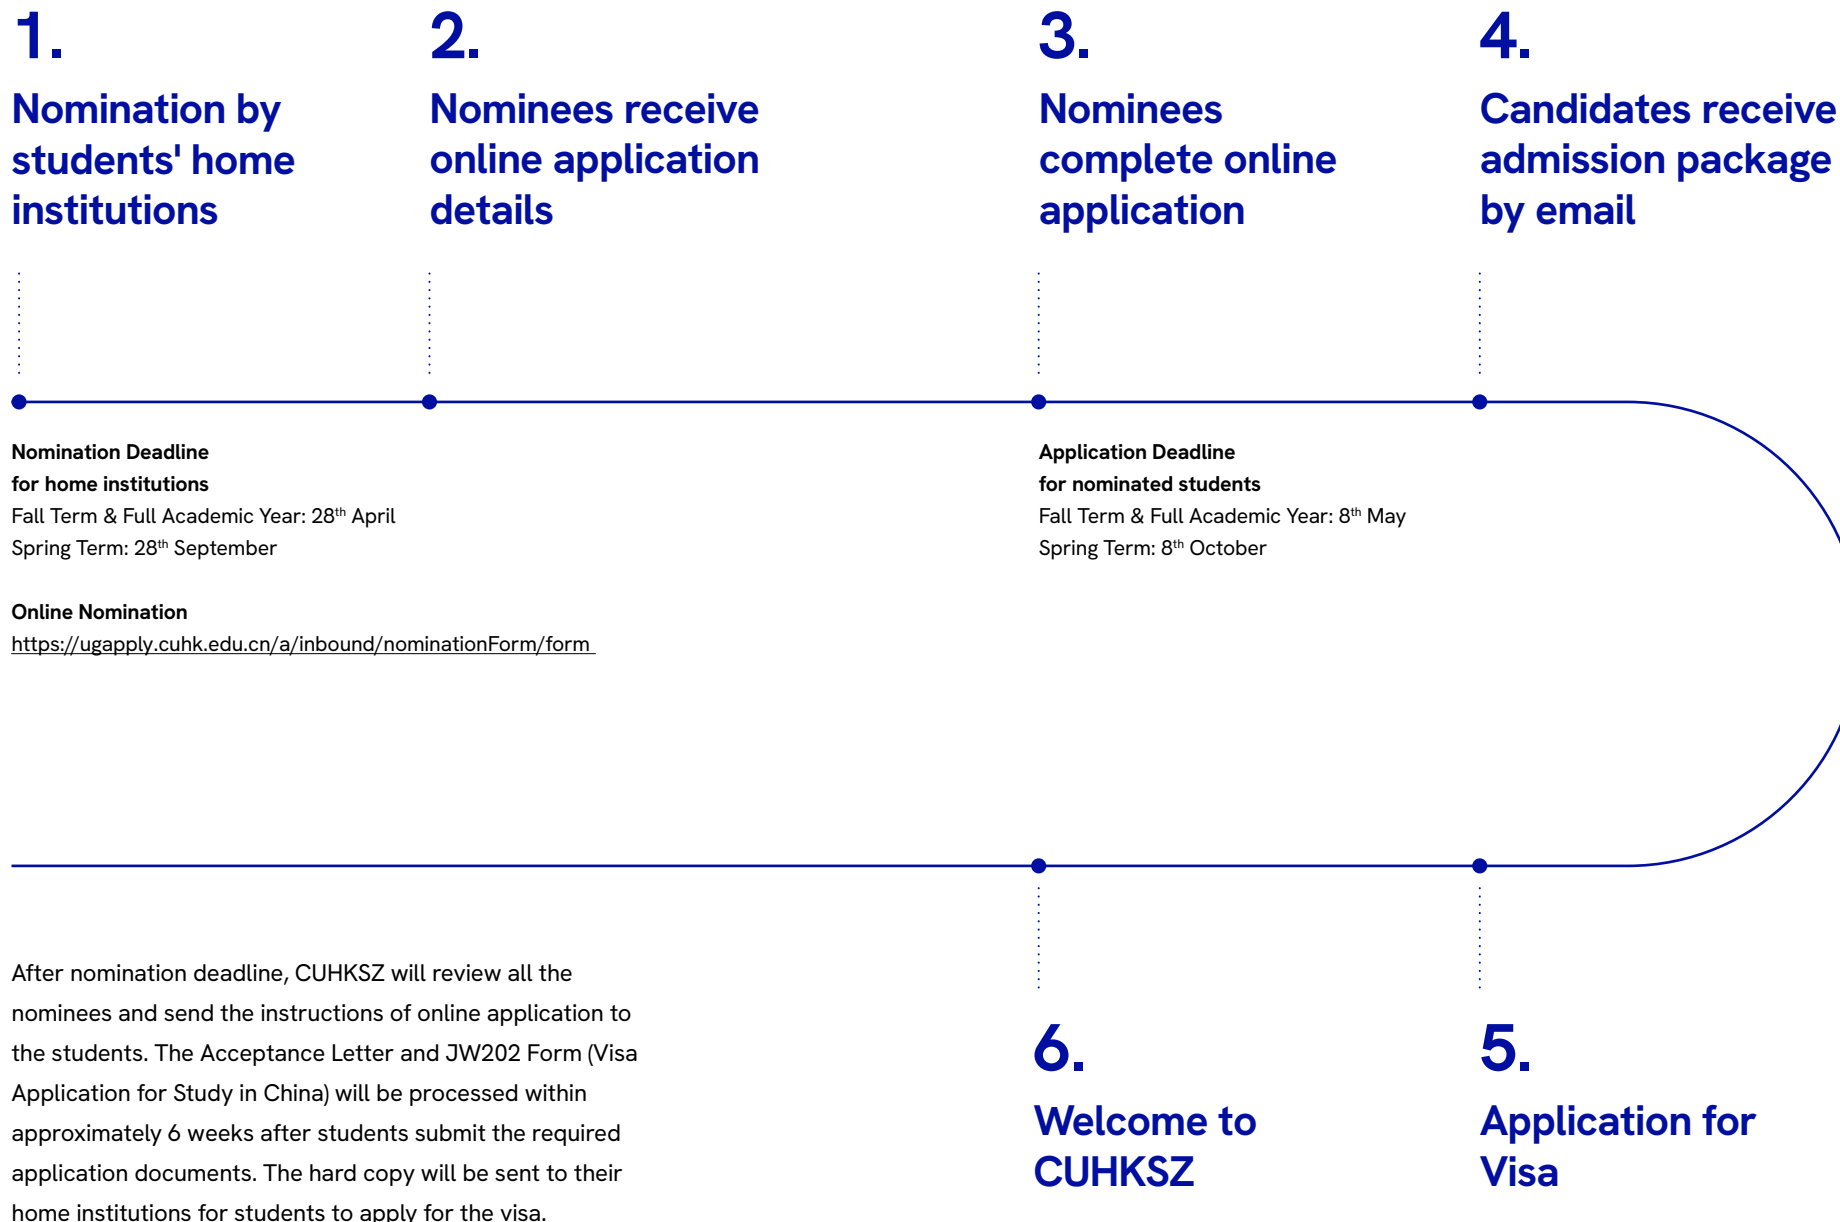 1.
Nomination by
students' home
institutions
2.
Nominees receive
online application
details
3.
Nominees
complete online
application
4.
Candidates receive
admission package
by email
Nomination Deadline
for home institutions
Fall Term & Full Academic Year: 28th April
Spring Term: 28th September
Online Nomination
https://ugapply.cuhk.edu.cn/a/inbound/nominationForm/form
Application Deadline
for nominated students
Fall Term & Full Academic Year: 8th May
Spring Term: 8th October
After nomination deadline, CUHKSZ will review all the
nominees and send the instructions of online application to
the students. The Acceptance Letter and JW202 Form (Visa
Application for Study in China) will be processed within
approximately 6 weeks after students submit the required
application documents. The hard copy will be sent to their
home institutions for students to apply for the visa.
6.
Welcome to
CUHKSZ
5.
Application for
Visa